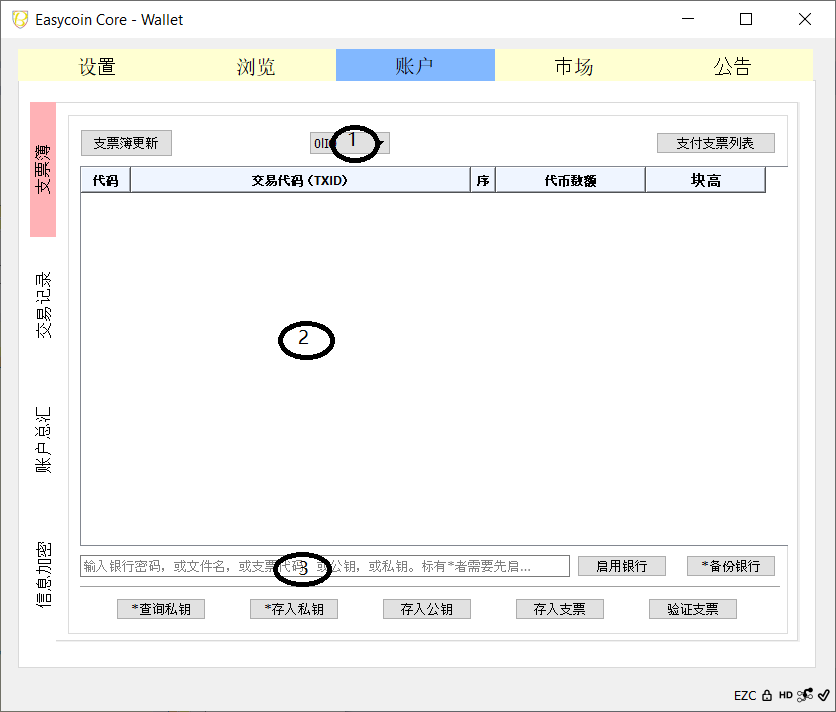 Easycoin Core - Wallet
设置 浏览 账户 市场 公告
支票簿
交易记录
账户总汇
信息加密
支票簿更新 1 支付支票列表
代码 交易代码 (TXID) 序 代币数额 块高
2
输入银行密码，或文件名，或支票代码，或公钥，或私钥。标有*者需要先启... 启用银行 *备份银行
3
*查询私钥 *存入私钥 存入公钥 存入支票 验证支票
EZC HD